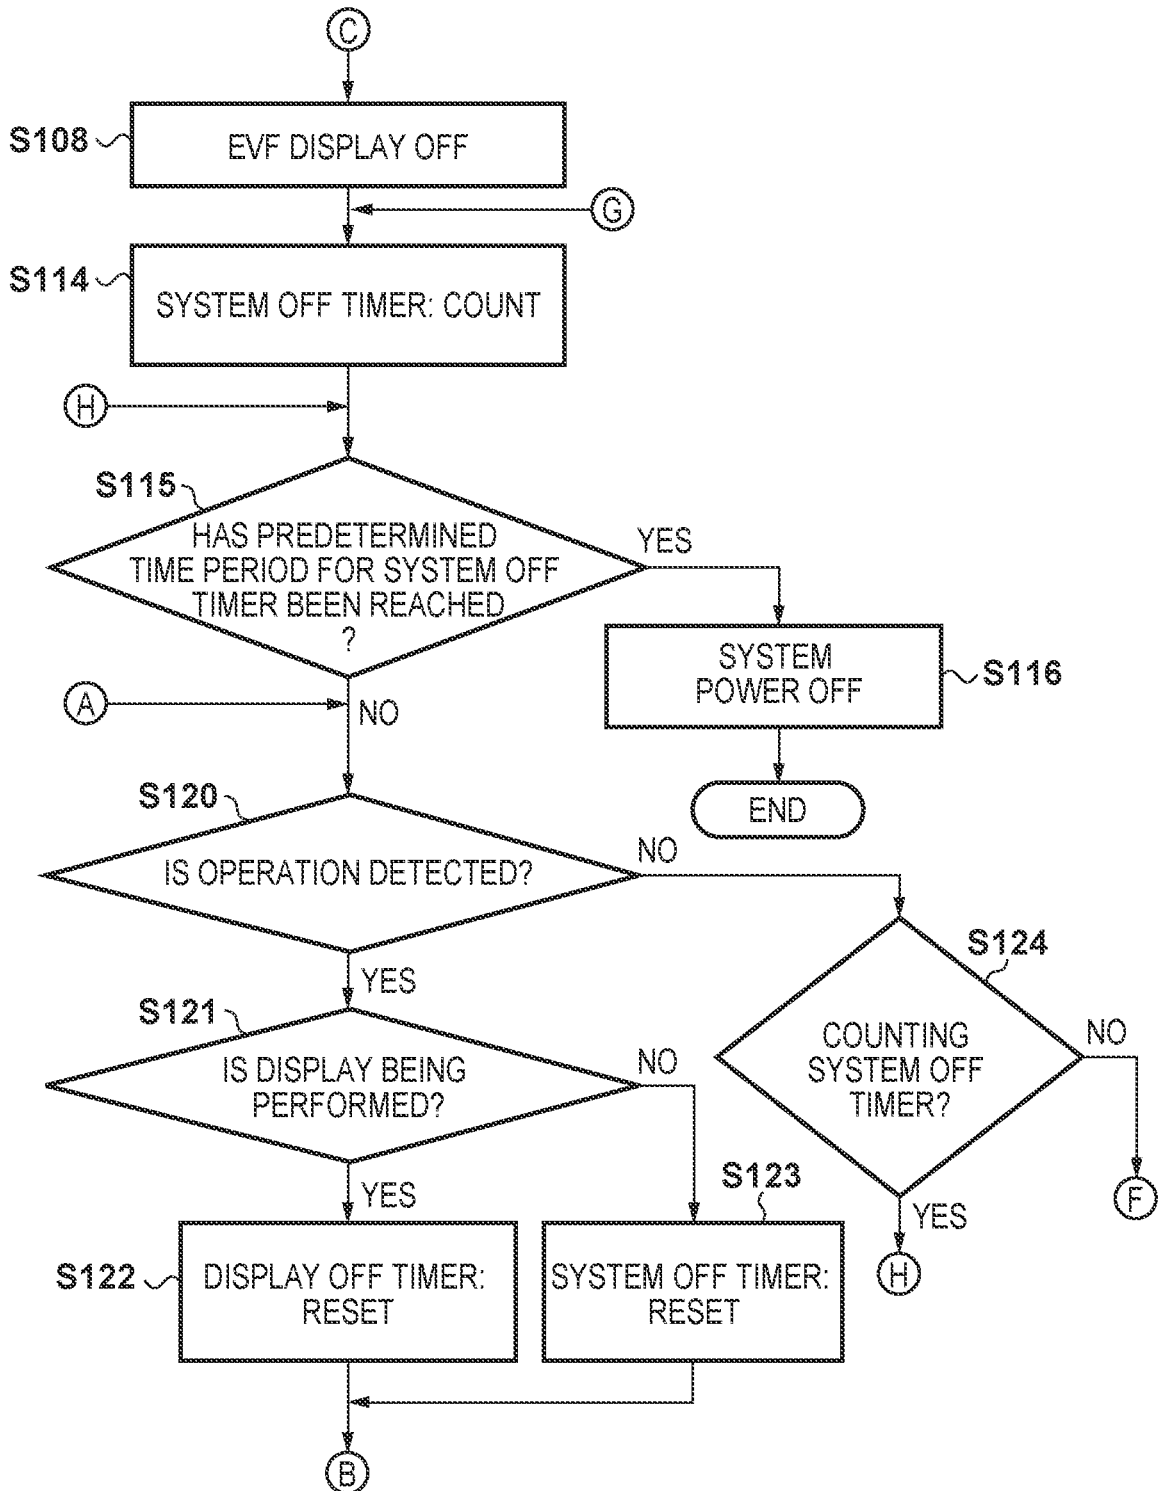 C
S108
EVF DISPLAY OFF
G
S114
SYSTEM OFF TIMER: COUNT
H
S115
HAS PREDETERMINED
TIME PERIOD FOR SYSTEM OFF
TIMER BEEN REACHED
?
YES
SYSTEM
POWER OFF
S116
A
NO
END
S120
IS OPERATION DETECTED?
NO
YES
S124
COUNTING
SYSTEM OFF
TIMER?
NO
S121
IS DISPLAY BEING
PERFORMED?
NO
YES
S123
F
YES
S122
DISPLAY OFF TIMER:
RESET
SYSTEM OFF TIMER:
RESET
H
B